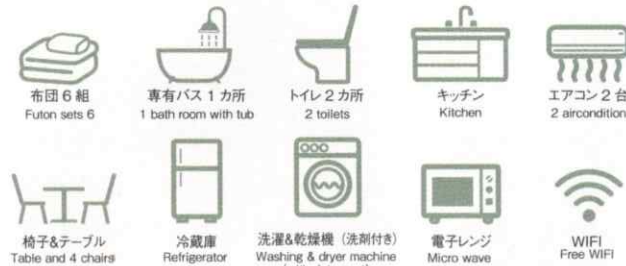 布団6組
Futon sets 6
専有バス1カ所
1 bath room with tub
トイレ2カ所
2 toilets
キッチン
Kitchen
エアコン2台
2 aircondition
椅子&テーブル
Table and 4 chairs
冷蔵庫
Refrigerator
洗濯&乾燥機（洗剤付き）
Washing & dryer machine
電子レンジ
Micro wave
WIFI
Free WIFI